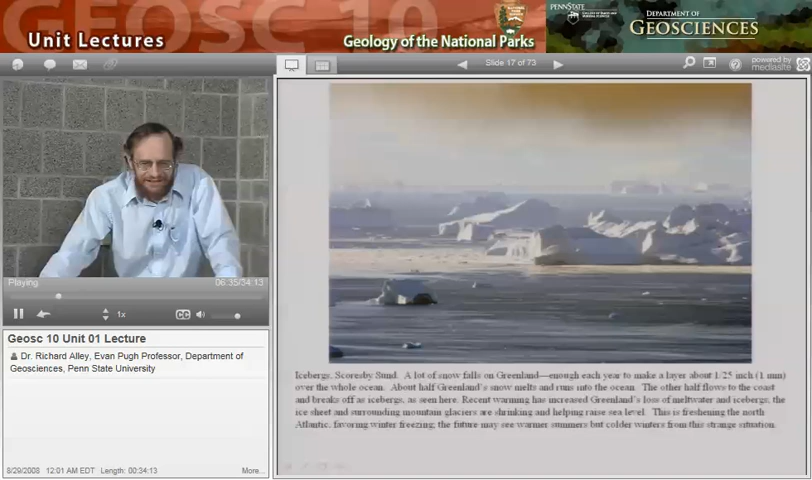 GEOSC 10
Unit Lectures
Geology of the National Parks
PENNSTATE
DEPARTMENT OF
GEOSCIENCES
Slide 17 of 73
powered by
mediasite
Playing
06:35/34:13
1x
CC
Geosc 10 Unit 01 Lecture
Dr. Richard Alley, Evan Pugh Professor, Department of
Geosciences, Penn State University
8/29/2008 12:01 AM EDT Length: 00:34:13
More...
Icebergs, Scoresby Sund. A lot of snow falls on Greenland—enough each year to make a layer about 1/25 inch (1 mm)
over the whole ocean. About half Greenland's snow melts and runs into the ocean. The other half flows to the coast
and breaks off as icebergs, as seen here. Recent warming has increased Greenland's loss of meltwater and icebergs, the
ice sheet and surrounding mountain glaciers are shrinking and helping raise sea level. This is freshening the north
Atlantic, favoring winter freezing; the future may see warmer summers but colder winters from this strange situation.